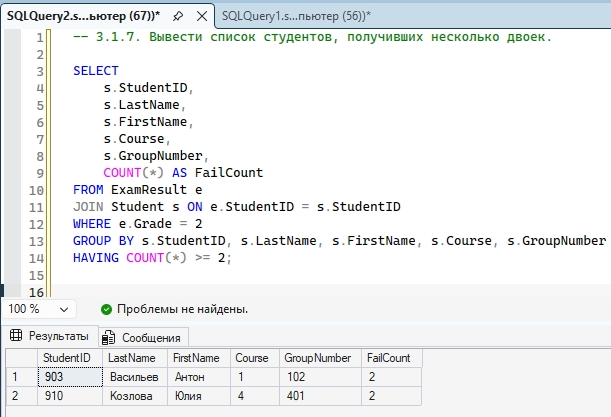 SQLQuery2.s...ьютер (67))* SQLQuery1.s...пьютер (56))*
1 -- 3.1.7. Вывести список студентов, получивших несколько двоек.
2
3 SELECT
4 s.StudentID,
5 s.LastName,
6 s.FirstName,
7 s.Course,
8 s.GroupNumber,
9 COUNT(*) AS FailCount
10 FROM ExamResult e
11 JOIN Student s ON e.StudentID = s.StudentID
12 WHERE e.Grade = 2
13 GROUP BY s.StudentID, s.LastName, s.FirstName, s.Course, s.GroupNumber
14 HAVING COUNT(*) >= 2;
15
16
100 % Проблемы не найдены.
Результаты Сообщения
StudentID LastName FirstName Course GroupNumber FailCount
1 903 Васильев Антон 1 102 2
2 910 Козлова Юлия 4 401 2